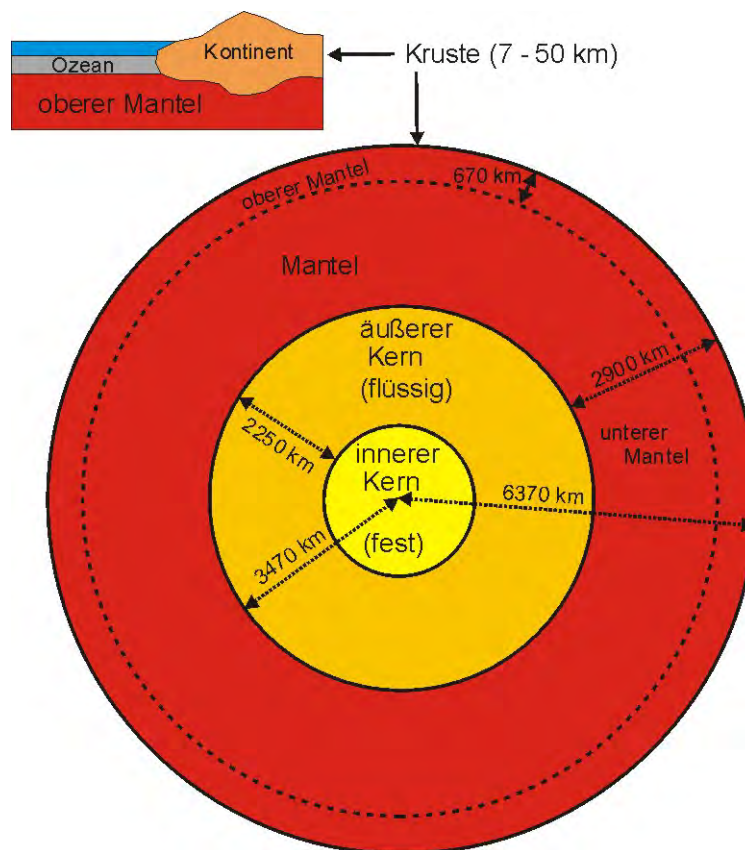 Kontinent
Ozean
oberer Mantel
Kruste (7 - 50 km)
oberer Mantel
670 km
Mantel
äußerer
Kern
(flüssig)
2900 km
2250 km
unterer
Mantel
innerer
Kern
6370 km
3470 km
(fest)